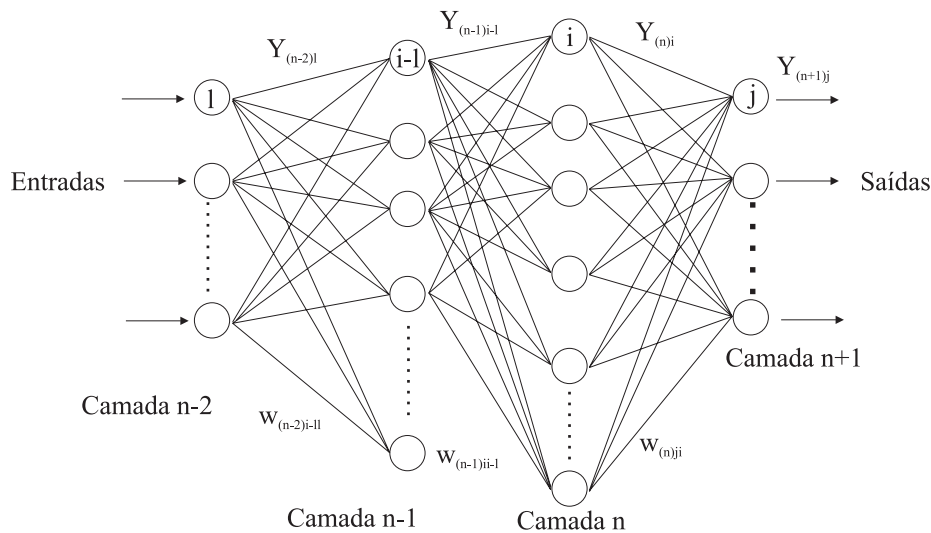 Y(n-2)l
Y(n-1)i-l
Y(n)i
Y(n+1)j
l
i-l
i
j
Entradas
Saídas
Camada n-2
w(n-2)i-ll
w(n-1)ii-l
w(n)ji
Camada n+1
Camada n-1
Camada n